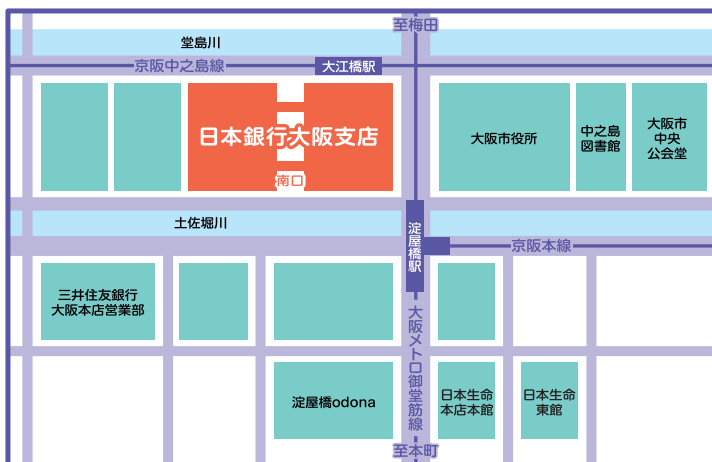 至梅田
堂島川
京阪中之島線
大江橋駅
日本銀行大阪支店
大阪市役所
中之島
図書館
大阪市
中央
公会堂
南口
土佐堀川
淀屋橋駅
京阪本線
三井住友銀行
大阪本店営業部
大阪メトロ御堂筋線
淀屋橋odona
日本生命
本店本館
日本生命
東館
至本町